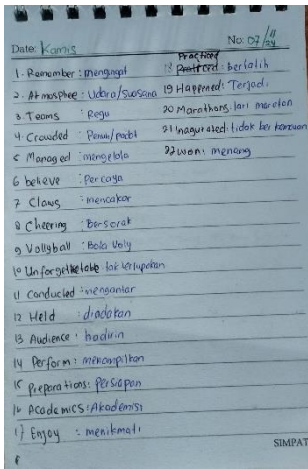 Date: Kamis No: 07/11/24
1. Remember : mengingat
2. Atmosphee : Udara/suasana
3. Teams : Regu
4 Crowded : Penuh/padat
5 Managed : mengelola
6 believe : Percaya
7 Claws : mencakar
8 Cheering : Bersorak
9 Vollyball : Bola Voly
10 Unforgettable tak terlupakan
11 Conducted : mengantar
12 Held : diadakan
13 Audience : hadirin
14 Perform : menampilkan
15 Preparations : Persiapan
16 Academics : Akademisi
17 Enjoy : menikmati
18 Practiced : berlatih
19 Happened : Terjadi
20 Marathons : lari maraton
21 Inagurated : tidak
22 won : menang
SIMPAT